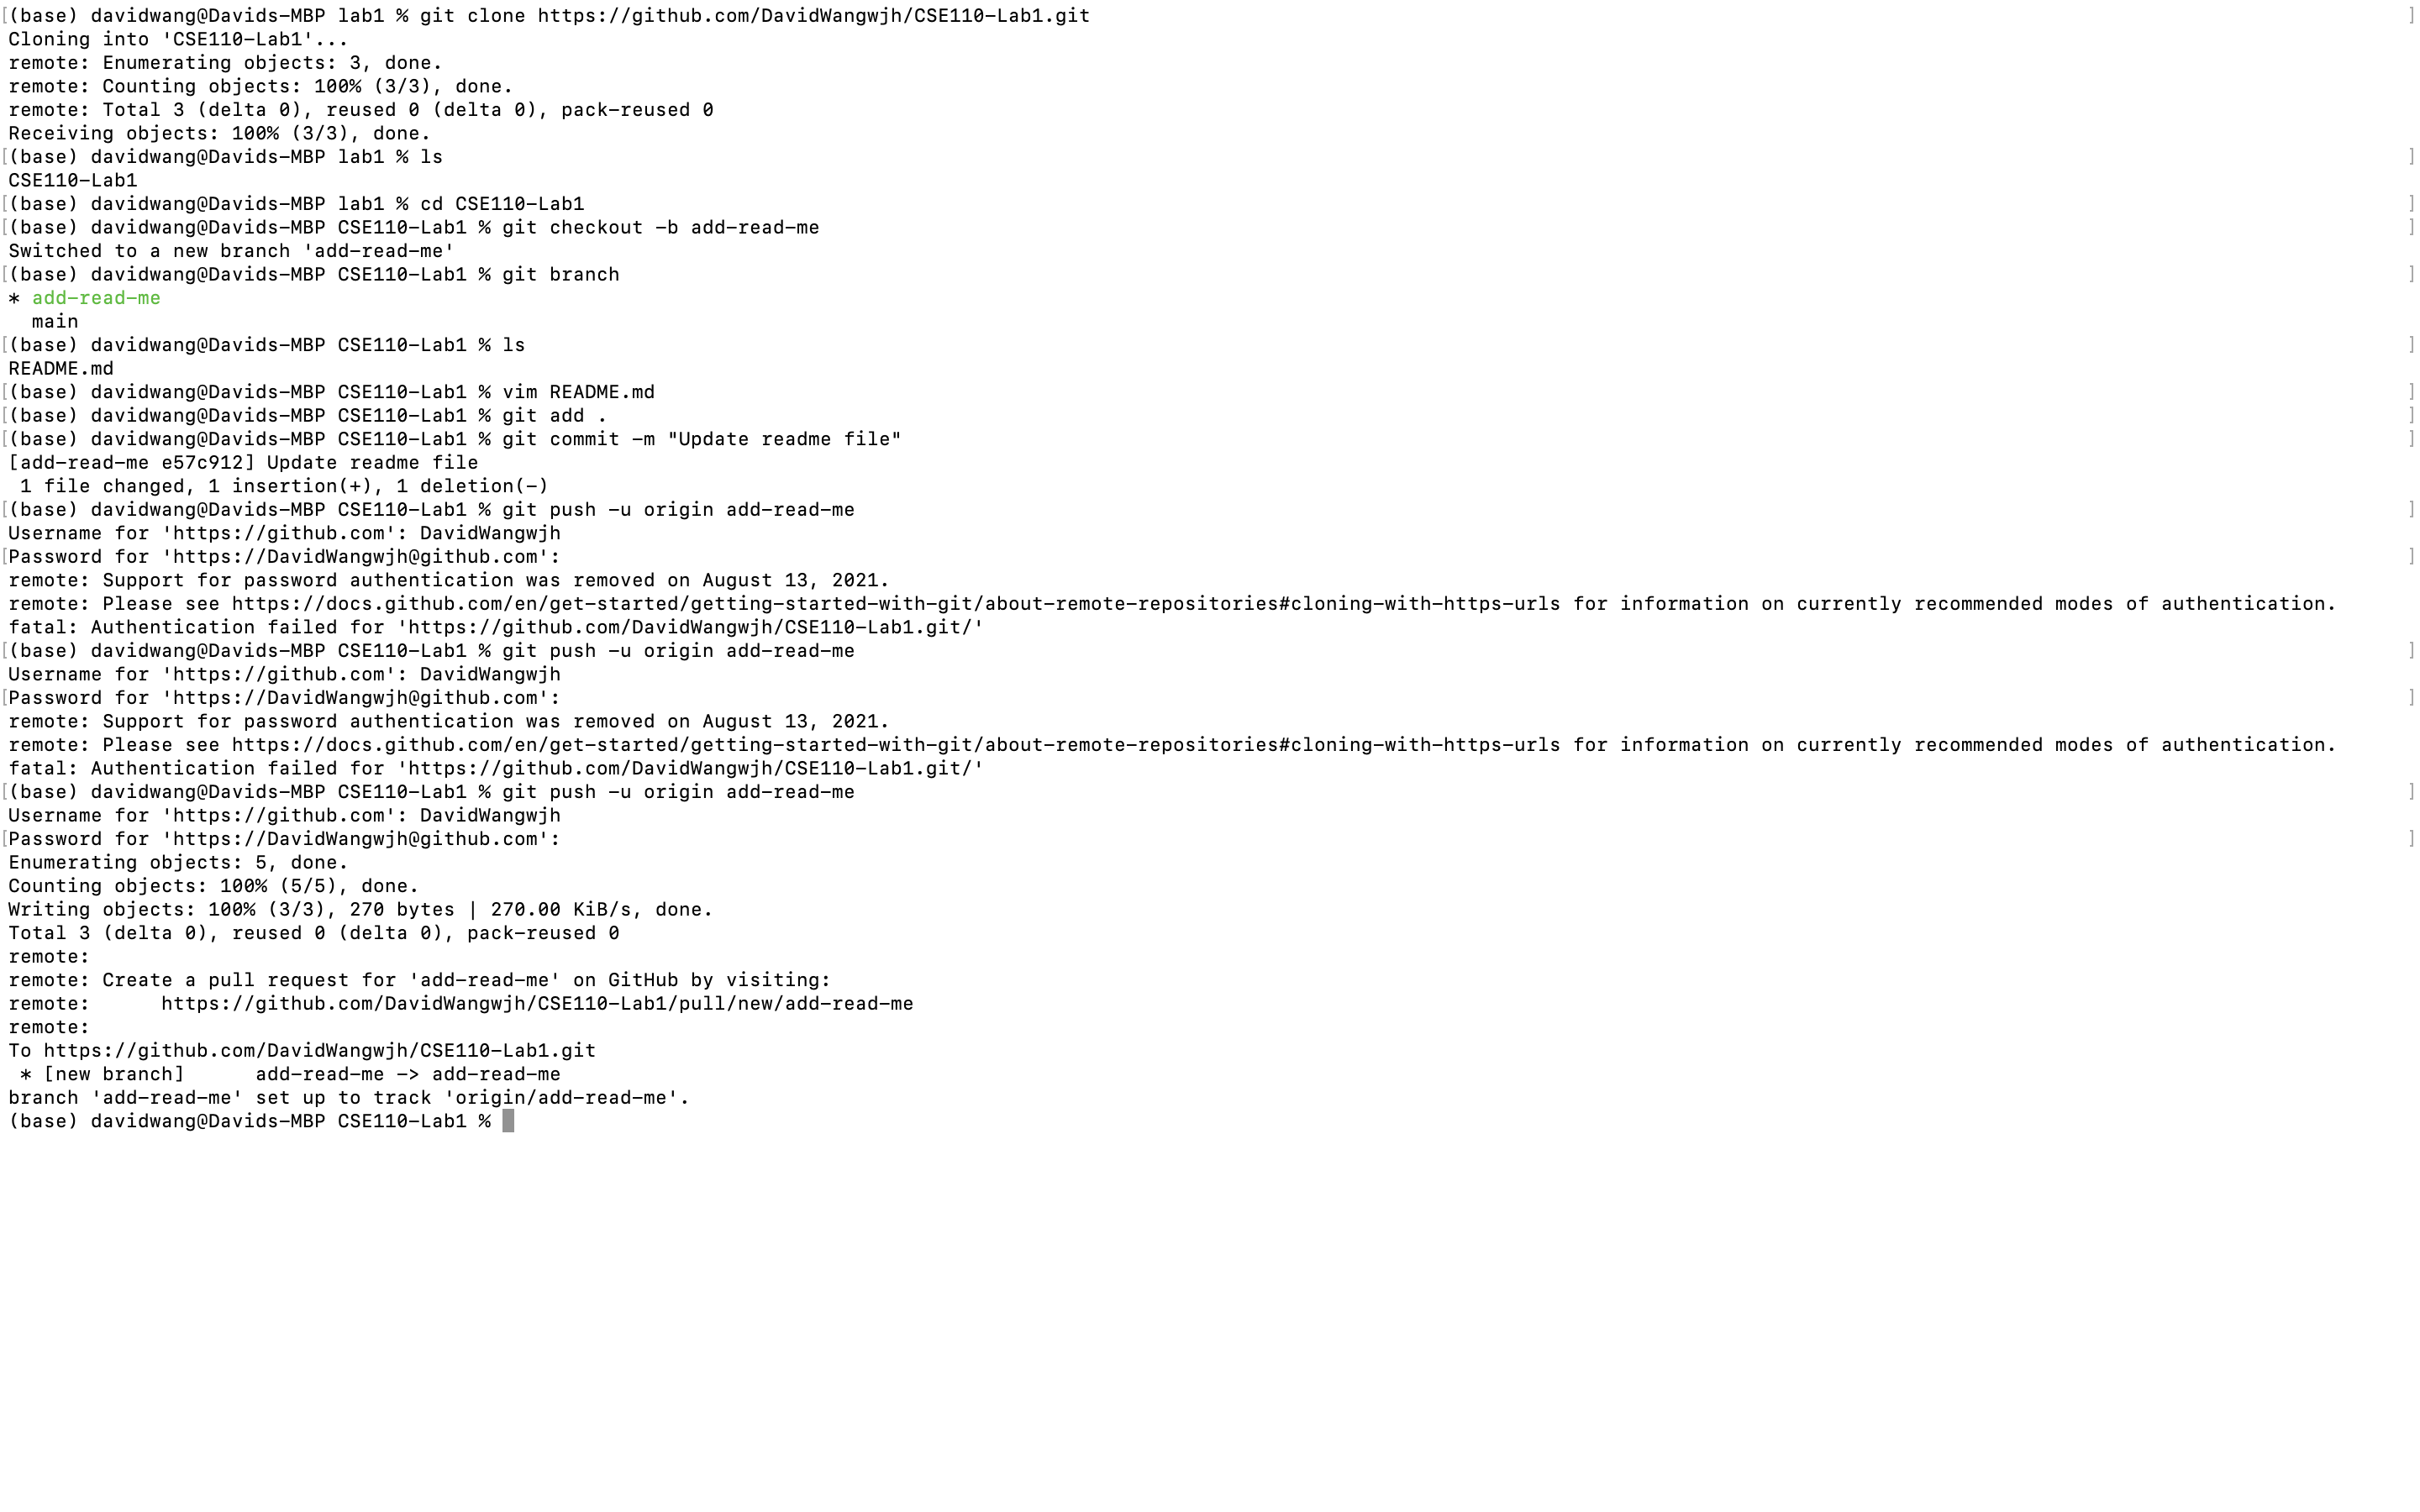 [(base) davidwang@Davids-MBP lab1 % git clone https://github.com/DavidWangwjh/CSE110-Lab1.git ]
Cloning into 'CSE110-Lab1'...
remote: Enumerating objects: 3, done.
remote: Counting objects: 100% (3/3), done.
remote: Total 3 (delta 0), reused 0 (delta 0), pack-reused 0
Receiving objects: 100% (3/3), done.
[(base) davidwang@Davids-MBP lab1 % ls ]
CSE110-Lab1
[(base) davidwang@Davids-MBP lab1 % cd CSE110-Lab1 ]
[(base) davidwang@Davids-MBP CSE110-Lab1 % git checkout -b add-read-me ]
Switched to a new branch 'add-read-me'
[(base) davidwang@Davids-MBP CSE110-Lab1 % git branch ]
* add-read-me
  main
[(base) davidwang@Davids-MBP CSE110-Lab1 % ls ]
README.md
[(base) davidwang@Davids-MBP CSE110-Lab1 % vim README.md ]
[(base) davidwang@Davids-MBP CSE110-Lab1 % git add . ]
[(base) davidwang@Davids-MBP CSE110-Lab1 % git commit -m "Update readme file" ]
[add-read-me e57c912] Update readme file
 1 file changed, 1 insertion(+), 1 deletion(-)
[(base) davidwang@Davids-MBP CSE110-Lab1 % git push -u origin add-read-me ]
Username for 'https://github.com': DavidWangwjh
[Password for 'https://DavidWangwjh@github.com': ]
remote: Support for password authentication was removed on August 13, 2021.
remote: Please see https://docs.github.com/en/get-started/getting-started-with-git/about-remote-repositories#cloning-with-https-urls for information on currently recommended modes of authentication.
fatal: Authentication failed for 'https://github.com/DavidWangwjh/CSE110-Lab1.git/'
[(base) davidwang@Davids-MBP CSE110-Lab1 % git push -u origin add-read-me ]
Username for 'https://github.com': DavidWangwjh
[Password for 'https://DavidWangwjh@github.com': ]
remote: Support for password authentication was removed on August 13, 2021.
remote: Please see https://docs.github.com/en/get-started/getting-started-with-git/about-remote-repositories#cloning-with-https-urls for information on currently recommended modes of authentication.
fatal: Authentication failed for 'https://github.com/DavidWangwjh/CSE110-Lab1.git/'
[(base) davidwang@Davids-MBP CSE110-Lab1 % git push -u origin add-read-me ]
Username for 'https://github.com': DavidWangwjh
[Password for 'https://DavidWangwjh@github.com': ]
Enumerating objects: 5, done.
Counting objects: 100% (5/5), done.
Writing objects: 100% (3/3), 270 bytes | 270.00 KiB/s, done.
Total 3 (delta 0), reused 0 (delta 0), pack-reused 0
remote:
remote: Create a pull request for 'add-read-me' on GitHub by visiting:
remote:      https://github.com/DavidWangwjh/CSE110-Lab1/pull/new/add-read-me
remote:
To https://github.com/DavidWangwjh/CSE110-Lab1.git
 * [new branch]      add-read-me -> add-read-me
branch 'add-read-me' set up to track 'origin/add-read-me'.
(base) davidwang@Davids-MBP CSE110-Lab1 %